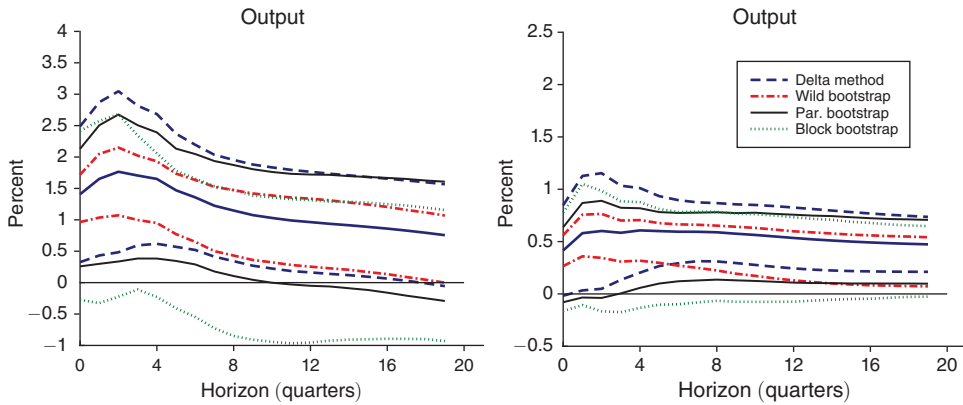 Output
Percent
4
3.5
3
2.5
2
1.5
1
0.5
0
−0.5
−1
0 4 8 12 16 20
Horizon (quarters)
Output
Percent
2.5
2
1.5
1
0.5
0
−0.5
0 4 8 12 16 20
Horizon (quarters)
Delta method
Wild bootstrap
Par. bootstrap
Block bootstrap